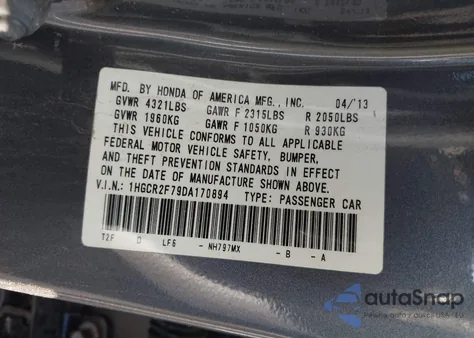 MFD. BY HONDA OF AMERICA MFG., INC. 04/'13
GVWR 4321LBS GAWR F 2315LBS R 2050LBS
GVWR 1960KG GAWR F 1050KG R 930KG
THIS VEHICLE CONFORMS TO ALL APPLICABLE
FEDERAL MOTOR VEHICLE SAFETY, BUMPER,
AND THEFT PREVENTION STANDARDS IN EFFECT
ON THE DATE OF MANUFACTURE SHOWN ABOVE.
V.I.N.: 1HGCR2F79DA170894 TYPE: PASSENGER CAR
T2F D LF6 - NH797MX - B - A
autoSnap